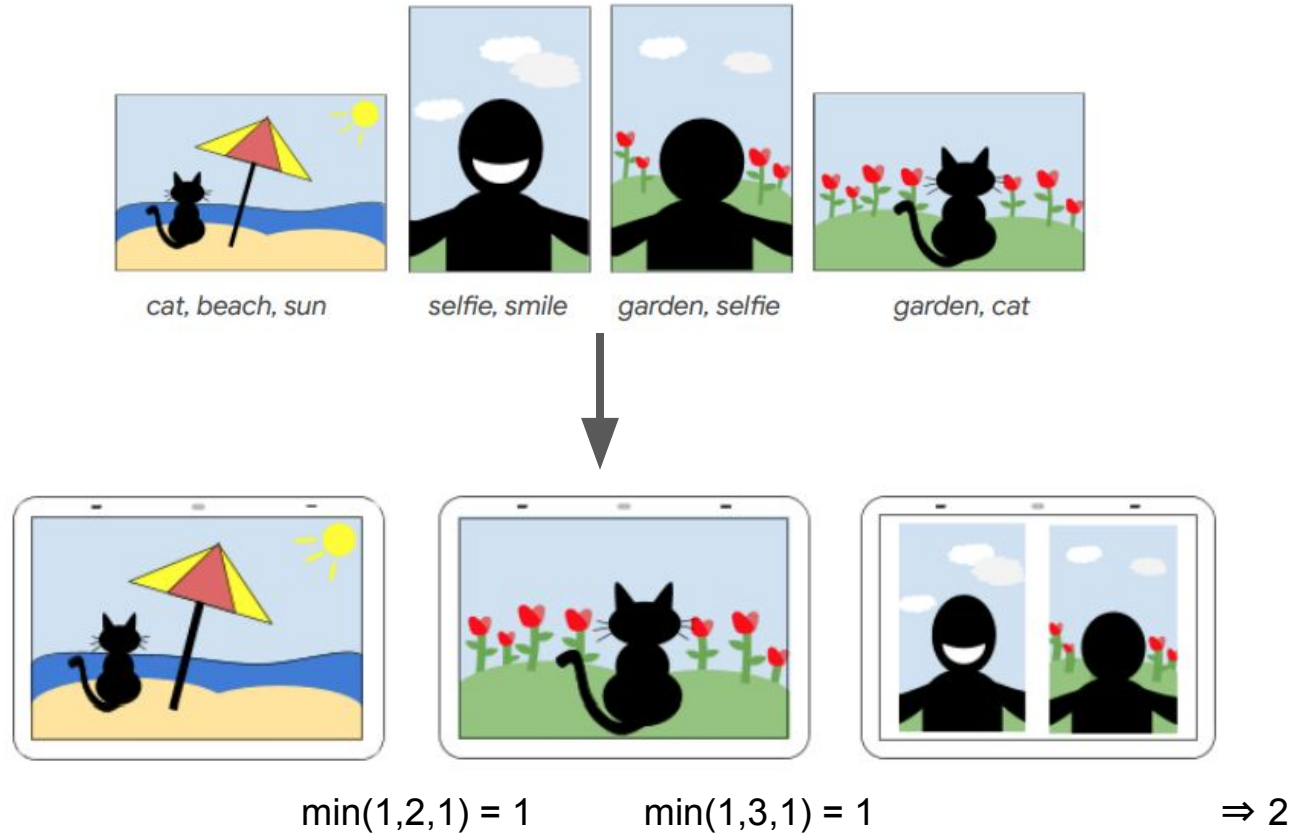 cat, beach, sun
selfie, smile
garden, selfie
garden, cat
min(1,2,1) = 1
min(1,3,1) = 1
⇒ 2